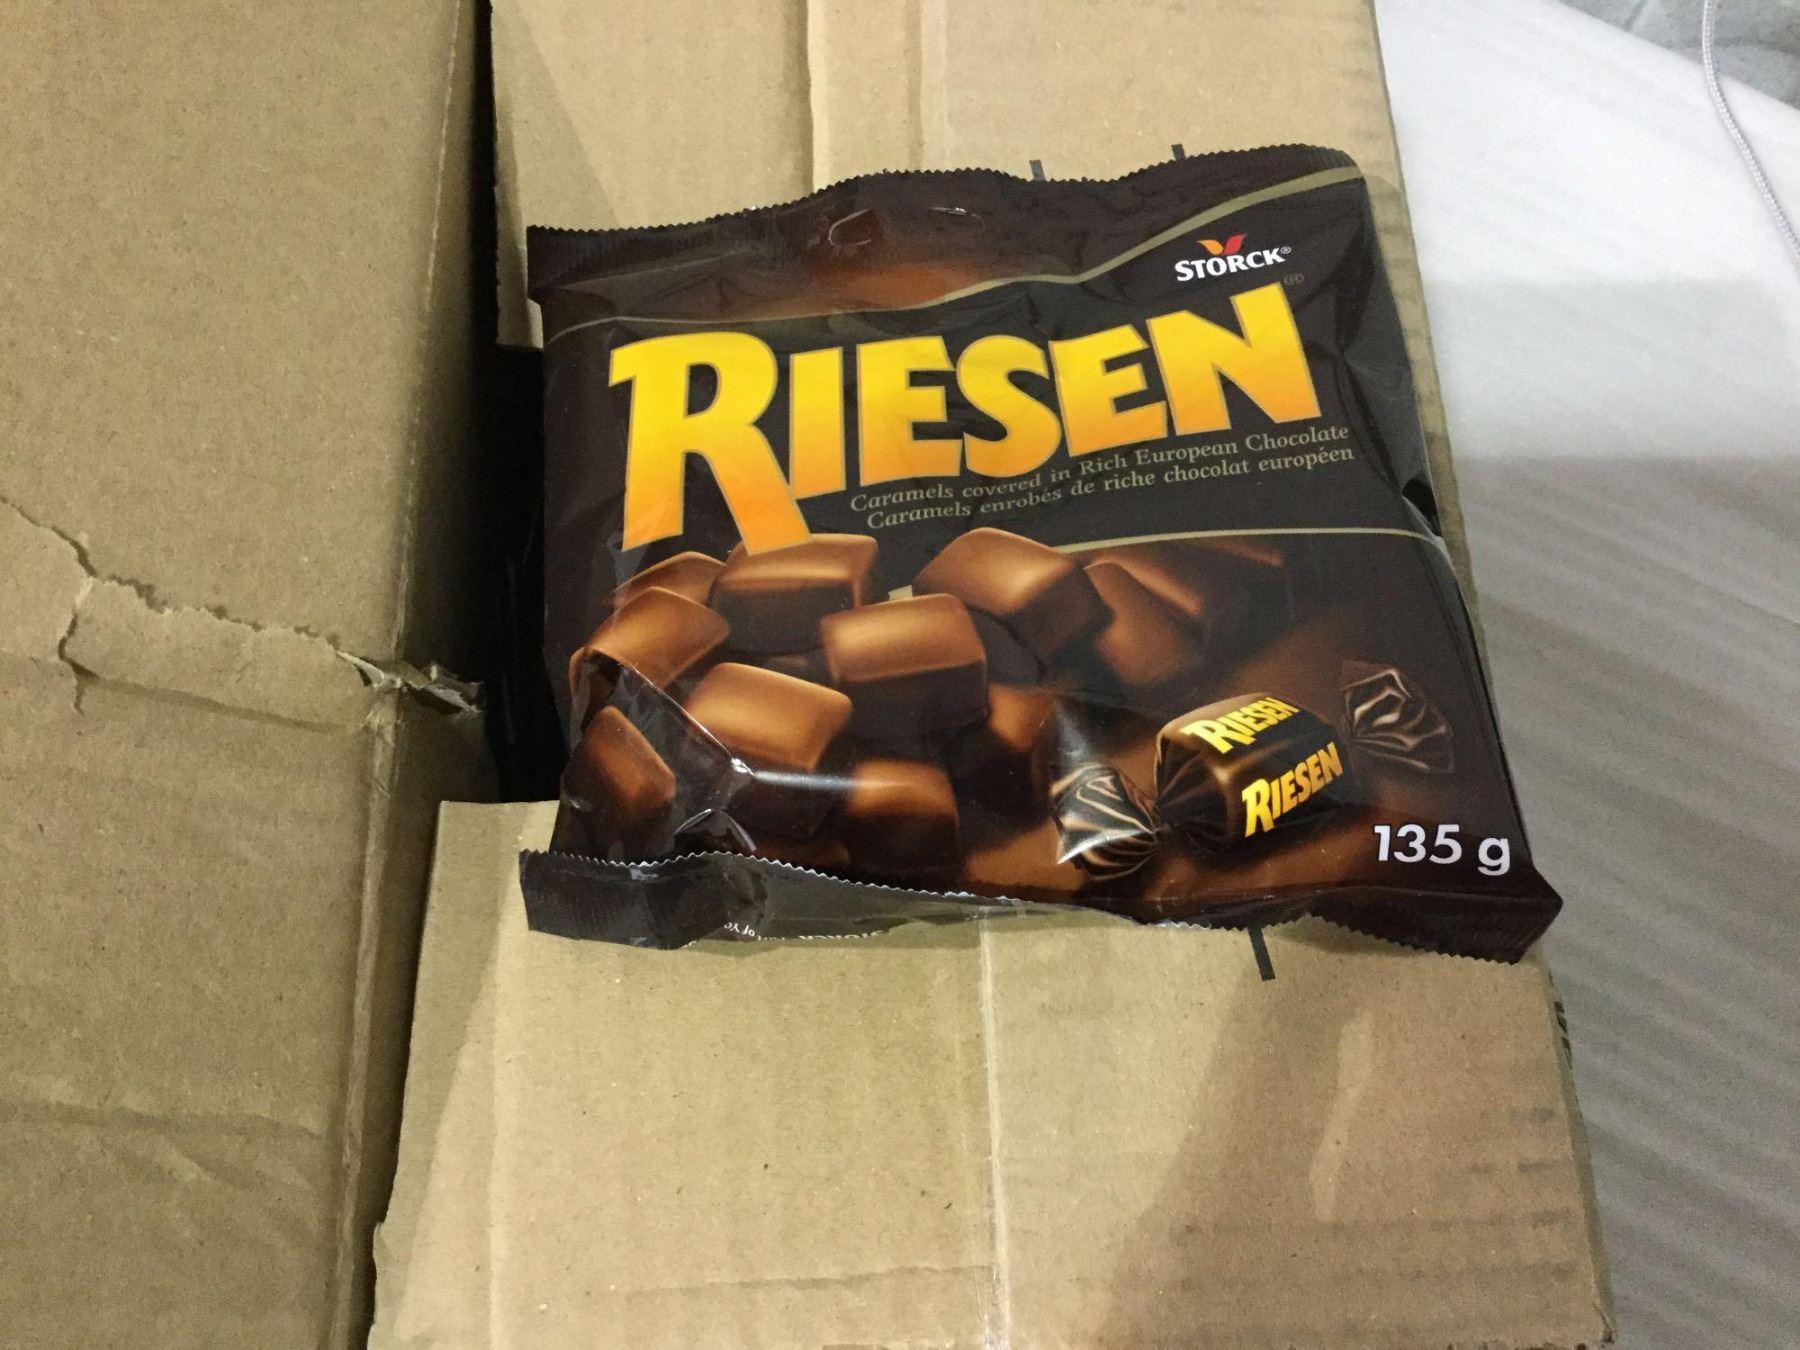 STORCK®
RIESEN
Caramels covered in Rich European Chocolate
Caramels enrobés de riche chocolat européen
RIESEN
RIESEN
135 g